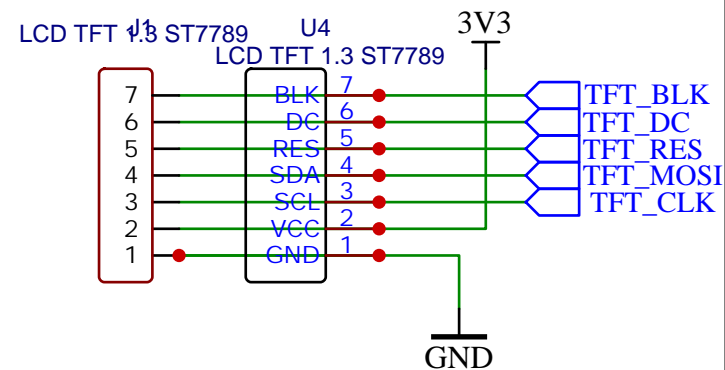 J1
LCD TFT 1.3 ST7789
U4
LCD TFT 1.3 ST7789
3V3
7 BLK 7 TFT_BLK
6 DC 6 TFT_DC
5 RES 5 TFT_RES
4 SDA 4 TFT_MOSI
3 SCL 3 TFT_CLK
2 VCC 2
1 GND 1
GND